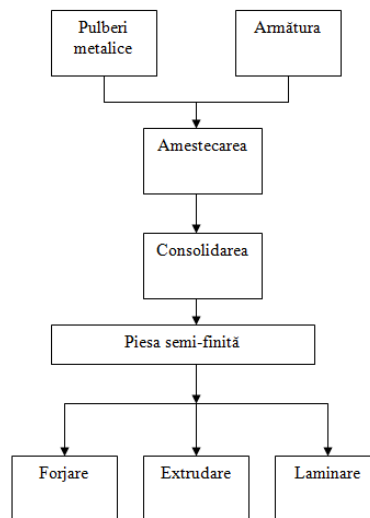 Pulberi
metalice
Armătura
Amestecarea
Consolidarea
Piesa semi-finită
Forjare
Extrudare
Laminare